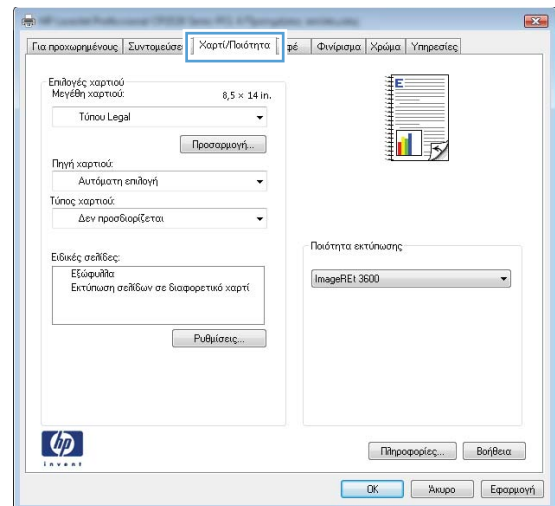 Για προχωρημένους Συντομεύσε Χαρτί/Ποιότητα φέ Φινίρισμα Χρώμα Υπηρεσίες
Επιλογές χαρτιού
Μεγέθη χαρτιού: 8,5 × 14 in.
Τύπου Legal
Προσαρμογή...
Πηγή χαρτιού:
Αυτόματη επιλογή
Τύπος χαρτιού:
Δεν προσδιορίζεται
Ειδικές σελίδες:
Εξώφυλλα
Εκτύπωση σελίδων σε διαφορετικό χαρτί
Ρυθμίσεις...
E
Ποιότητα εκτύπωσης
ImageREt 3600
hp
invent
Πληροφορίες... Βοήθεια
OK Άκυρο Εφαρμογή